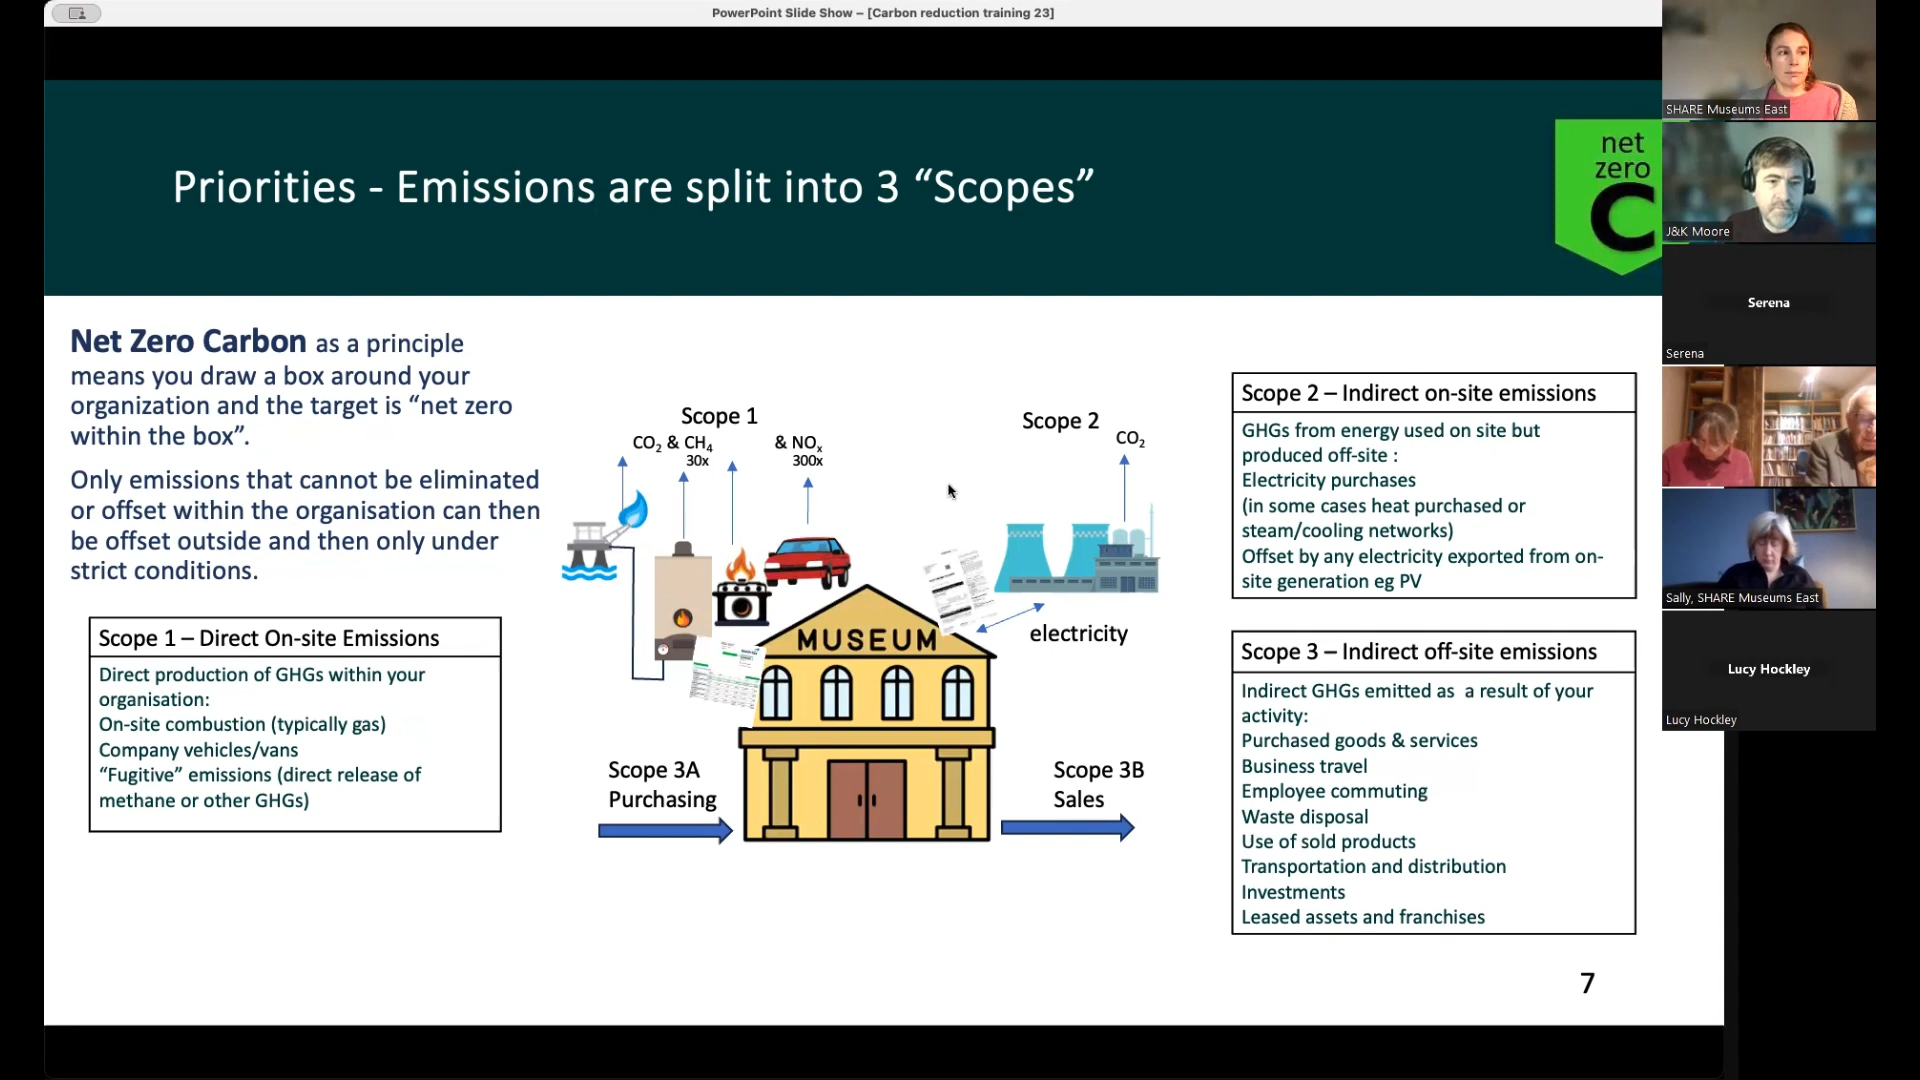 PowerPoint Slide Show – [Carbon reduction training 23]
Priorities - Emissions are split into 3 “Scopes”
net
zero
C
Net Zero Carbon as a principle
means you draw a box around your
organization and the target is “net zero
within the box”.
Only emissions that cannot be eliminated
or offset within the organisation can then
be offset outside and then only under
strict conditions.
Scope 1 – Direct On-site Emissions
Direct production of GHGs within your
organisation:
On-site combustion (typically gas)
Company vehicles/vans
“Fugitive” emissions (direct release of
methane or other GHGs)
Scope 1
CO₂ & CH₄
30x
& NOₓ
300x
Scope 2
CO₂
MUSEUM
electricity
Scope 3A
Purchasing
Scope 3B
Sales
Scope 2 – Indirect on-site emissions
GHGs from energy used on site but
produced off-site :
Electricity purchases
(in some cases heat purchased or
steam/cooling networks)
Offset by any electricity exported from on-
site generation eg PV
Scope 3 – Indirect off-site emissions
Indirect GHGs emitted as  a result of your
activity:
Purchased goods & services
Business travel
Employee commuting
Waste disposal
Use of sold products
Transportation and distribution
Investments
Leased assets and franchises
7
SHARE Museums East
J&K Moore
Serena
Serena
Sally, SHARE Museums East
Lucy Hockley
Lucy Hockley